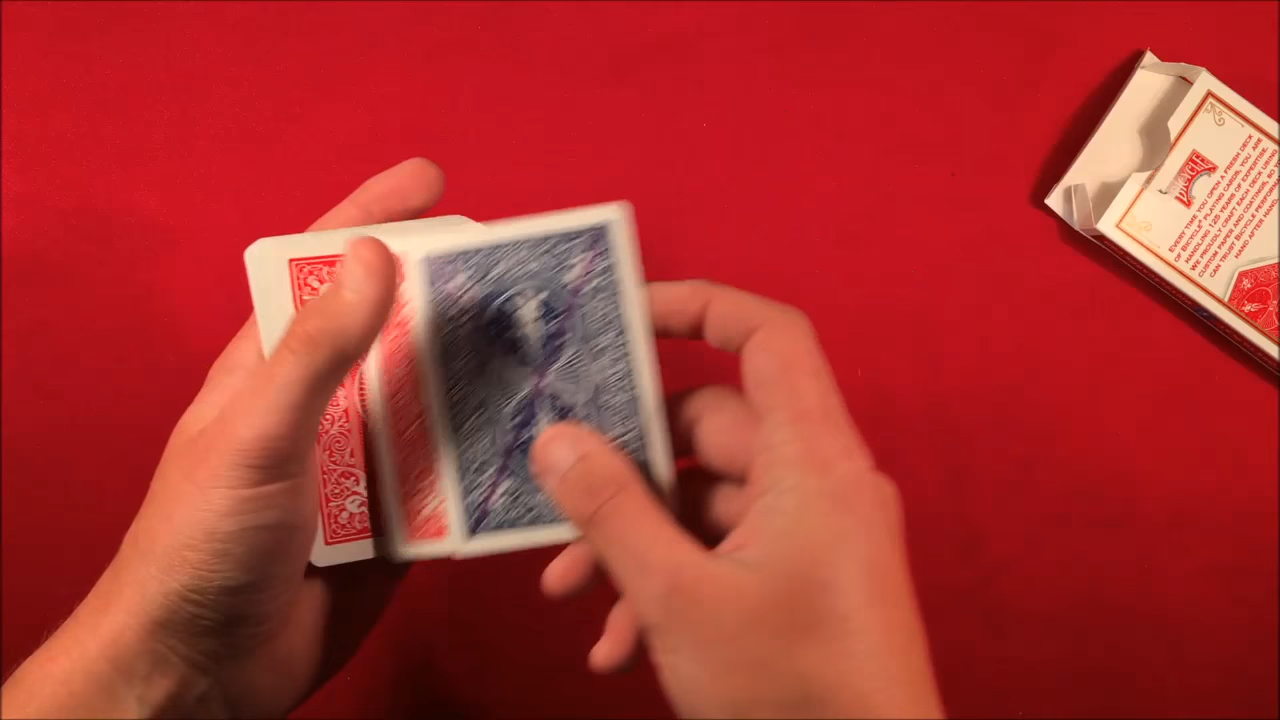 BICYCLE
EVERY TIME YOU OPEN A FRESH DECK
OF BICYCLE® PLAYING CARDS, YOU ARE
HANDLING 125 YEARS OF EXPERTISE.
WE PROUDLY CRAFT EACH DECK USING
CUSTOM PAPER AND COATINGS, SO
CAN TRUST BICYCLE
HAND AFTER HAND